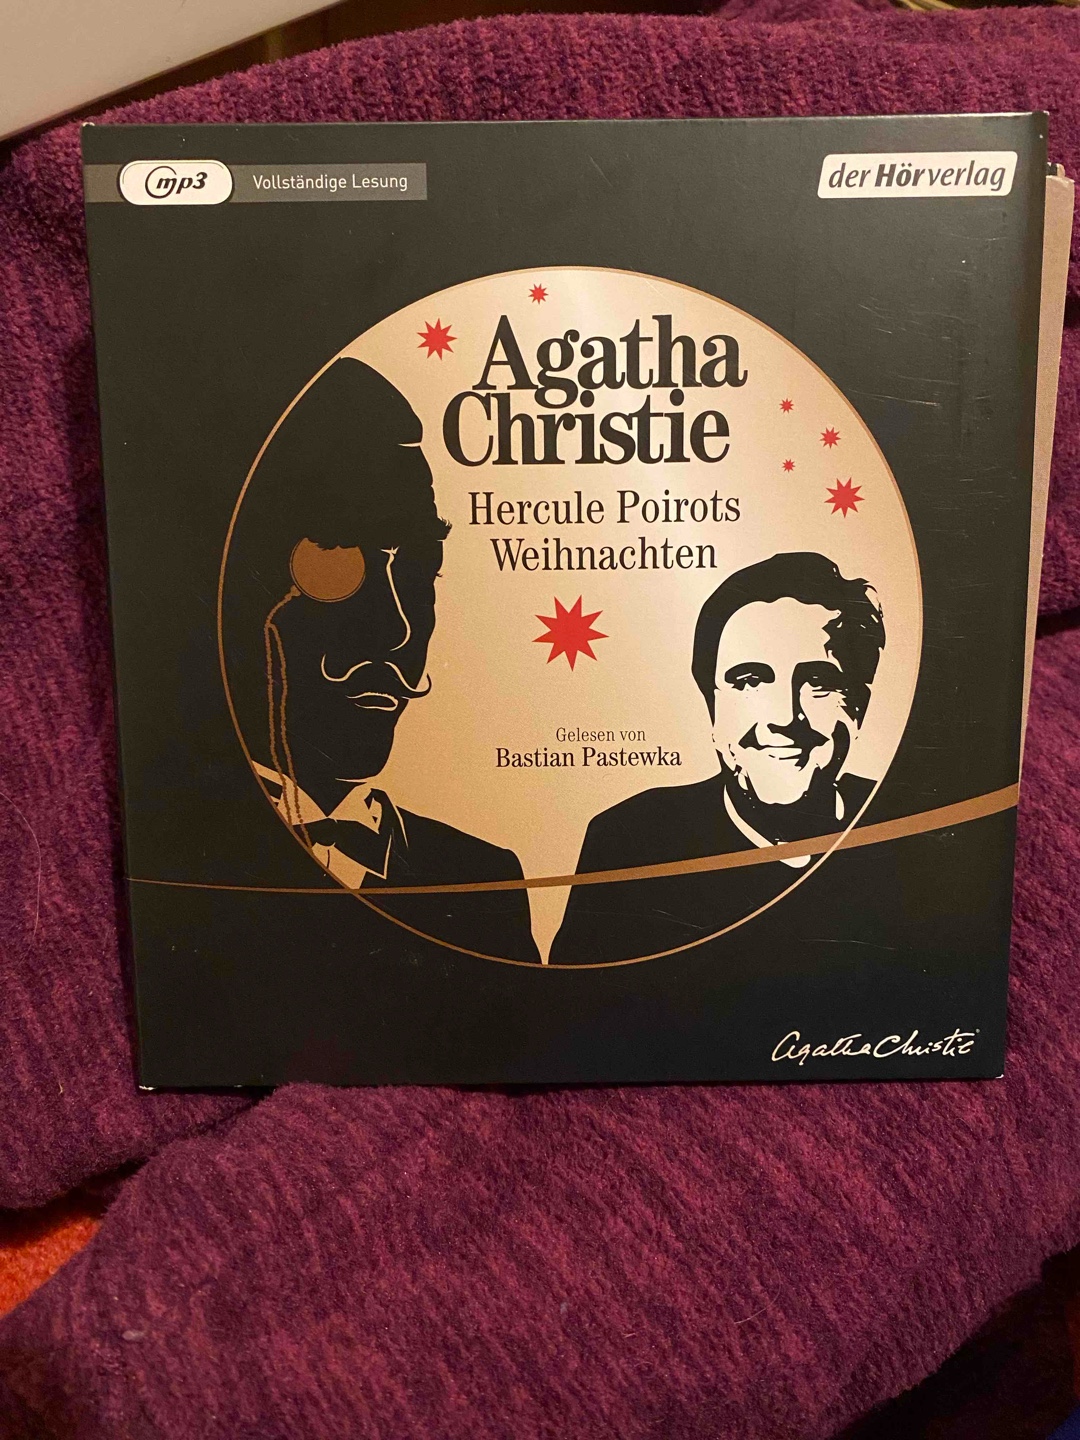 mp3 Vollständige Lesung
der Hörverlag
Agatha
Christie
Hercule Poirots
Weihnachten
Gelesen von
Bastian Pastewka
Agatha Christie